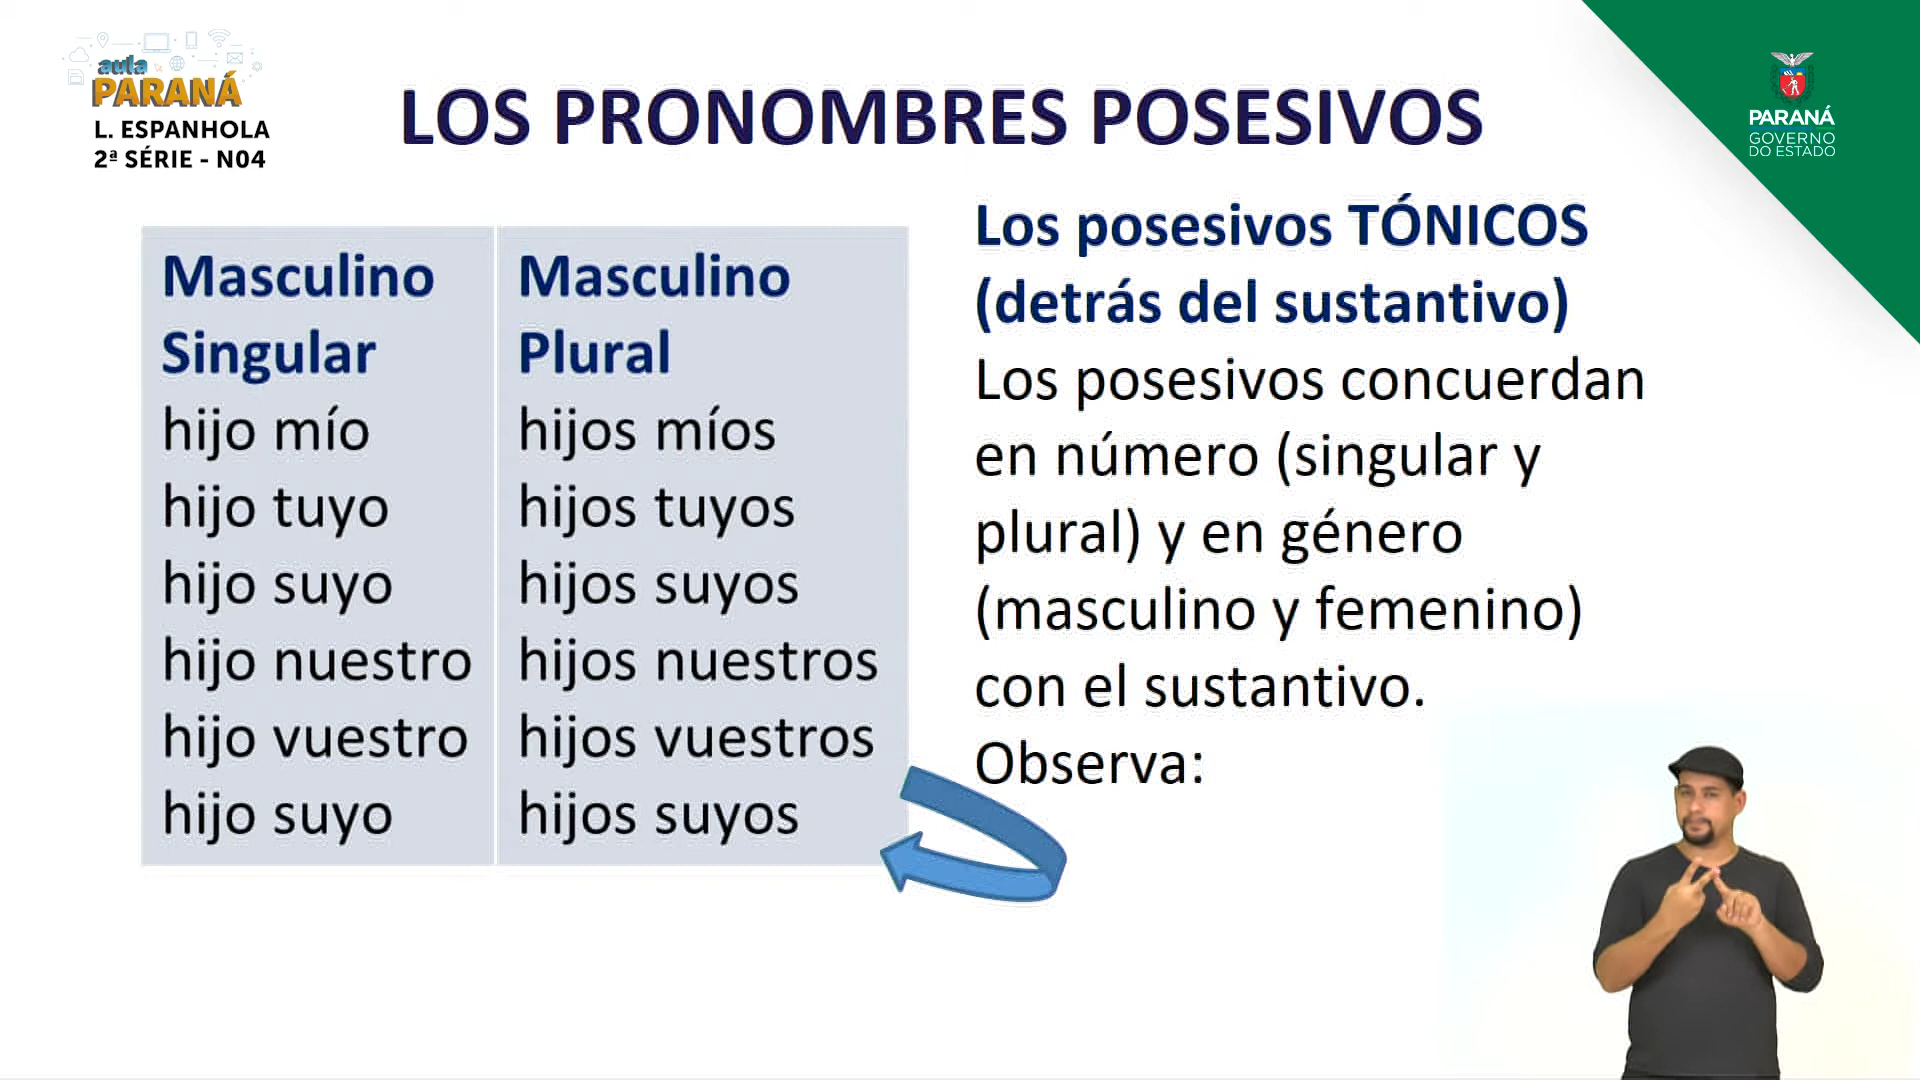 aula
PARANÁ
L. ESPANHOLA
2ª SÉRIE - N04
LOS PRONOMBRES POSESIVOS
PARANÁ
GOVERNO
DO ESTADO
Masculino
Singular
hijo mío
hijo tuyo
hijo suyo
hijo nuestro
hijo vuestro
hijo suyo
Masculino
Plural
hijos míos
hijos tuyos
hijos suyos
hijos nuestros
hijos vuestros
hijos suyos
Los posesivos TÓNICOS
(detrás del sustantivo)
Los posesivos concuerdan
en número (singular y
plural) y en género
(masculino y femenino)
con el sustantivo.
Observa: